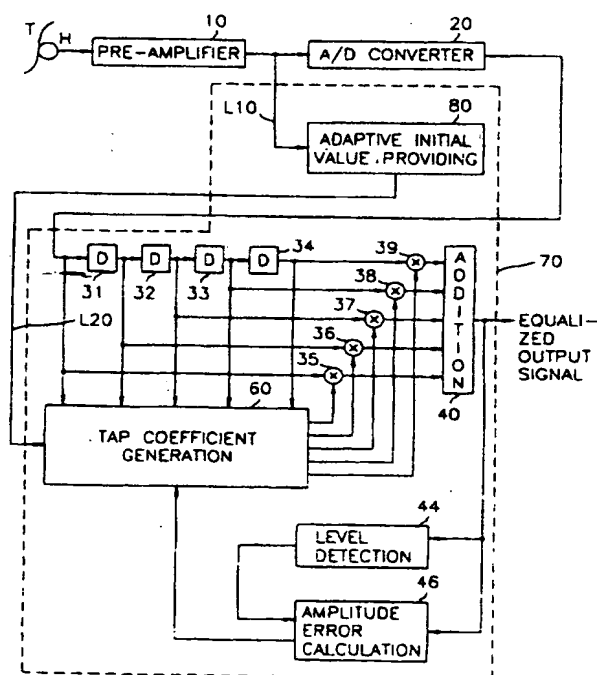 10
20
T
H
PRE-AMPLIFIER
A/D CONVERTER
L10
80
ADAPTIVE INITIAL
VALUE PROVIDING
D
D
D
D
34
39
31
32
33
38
70
L20
37
36
35
ADDITION
EQUALI-
ZED
OUTPUT
SIGNAL
60
40
TAP COEFFICIENT
GENERATION
44
LEVEL
DETECTION
46
AMPLITUDE
ERROR
CALCULATION